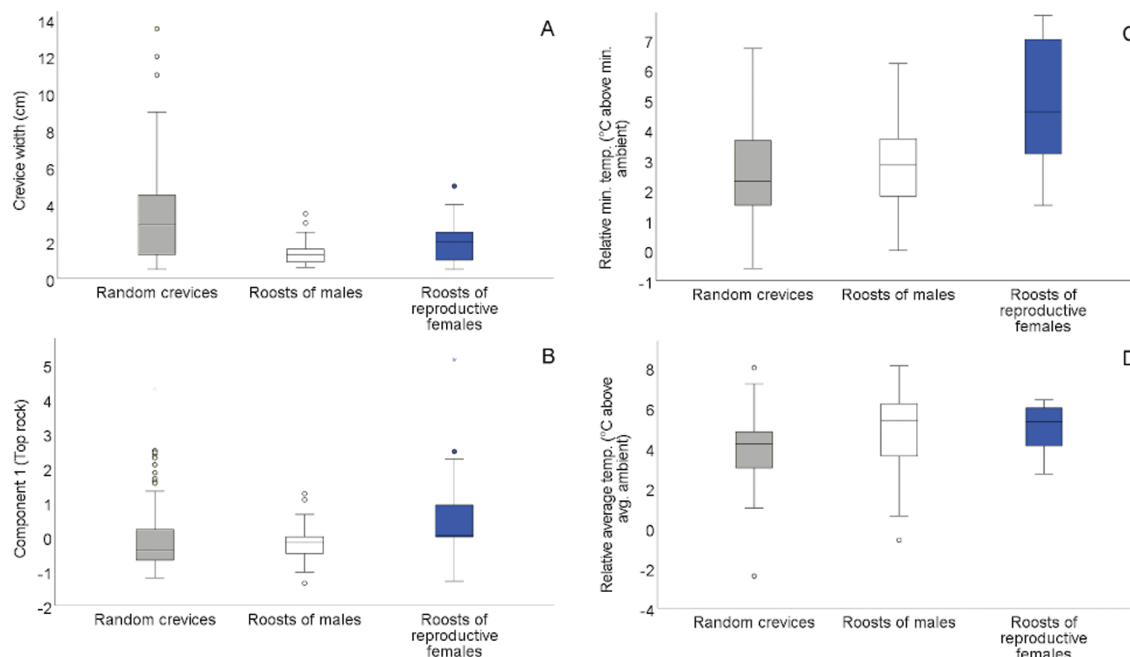 A
Crevice width (cm)
14
12
10
8
6
4
2
0
Random crevices
Roosts of males
Roosts of
reproductive
females
B
Component 1 (Top rock)
5
4
3
2
1
0
-1
-2
Random crevices
Roosts of males
Roosts of
reproductive
females
Relative min. temp. (°C above min.
ambient)
7
6
5
4
3
2
1
0
-1
Random crevices
Roosts of males
Roosts of
reproductive
females
D
Relative average temp. (°C above
avg. ambient)
8
6
4
2
0
-2
-4
Random crevices
Roosts of males
Roosts of
reproductive
females